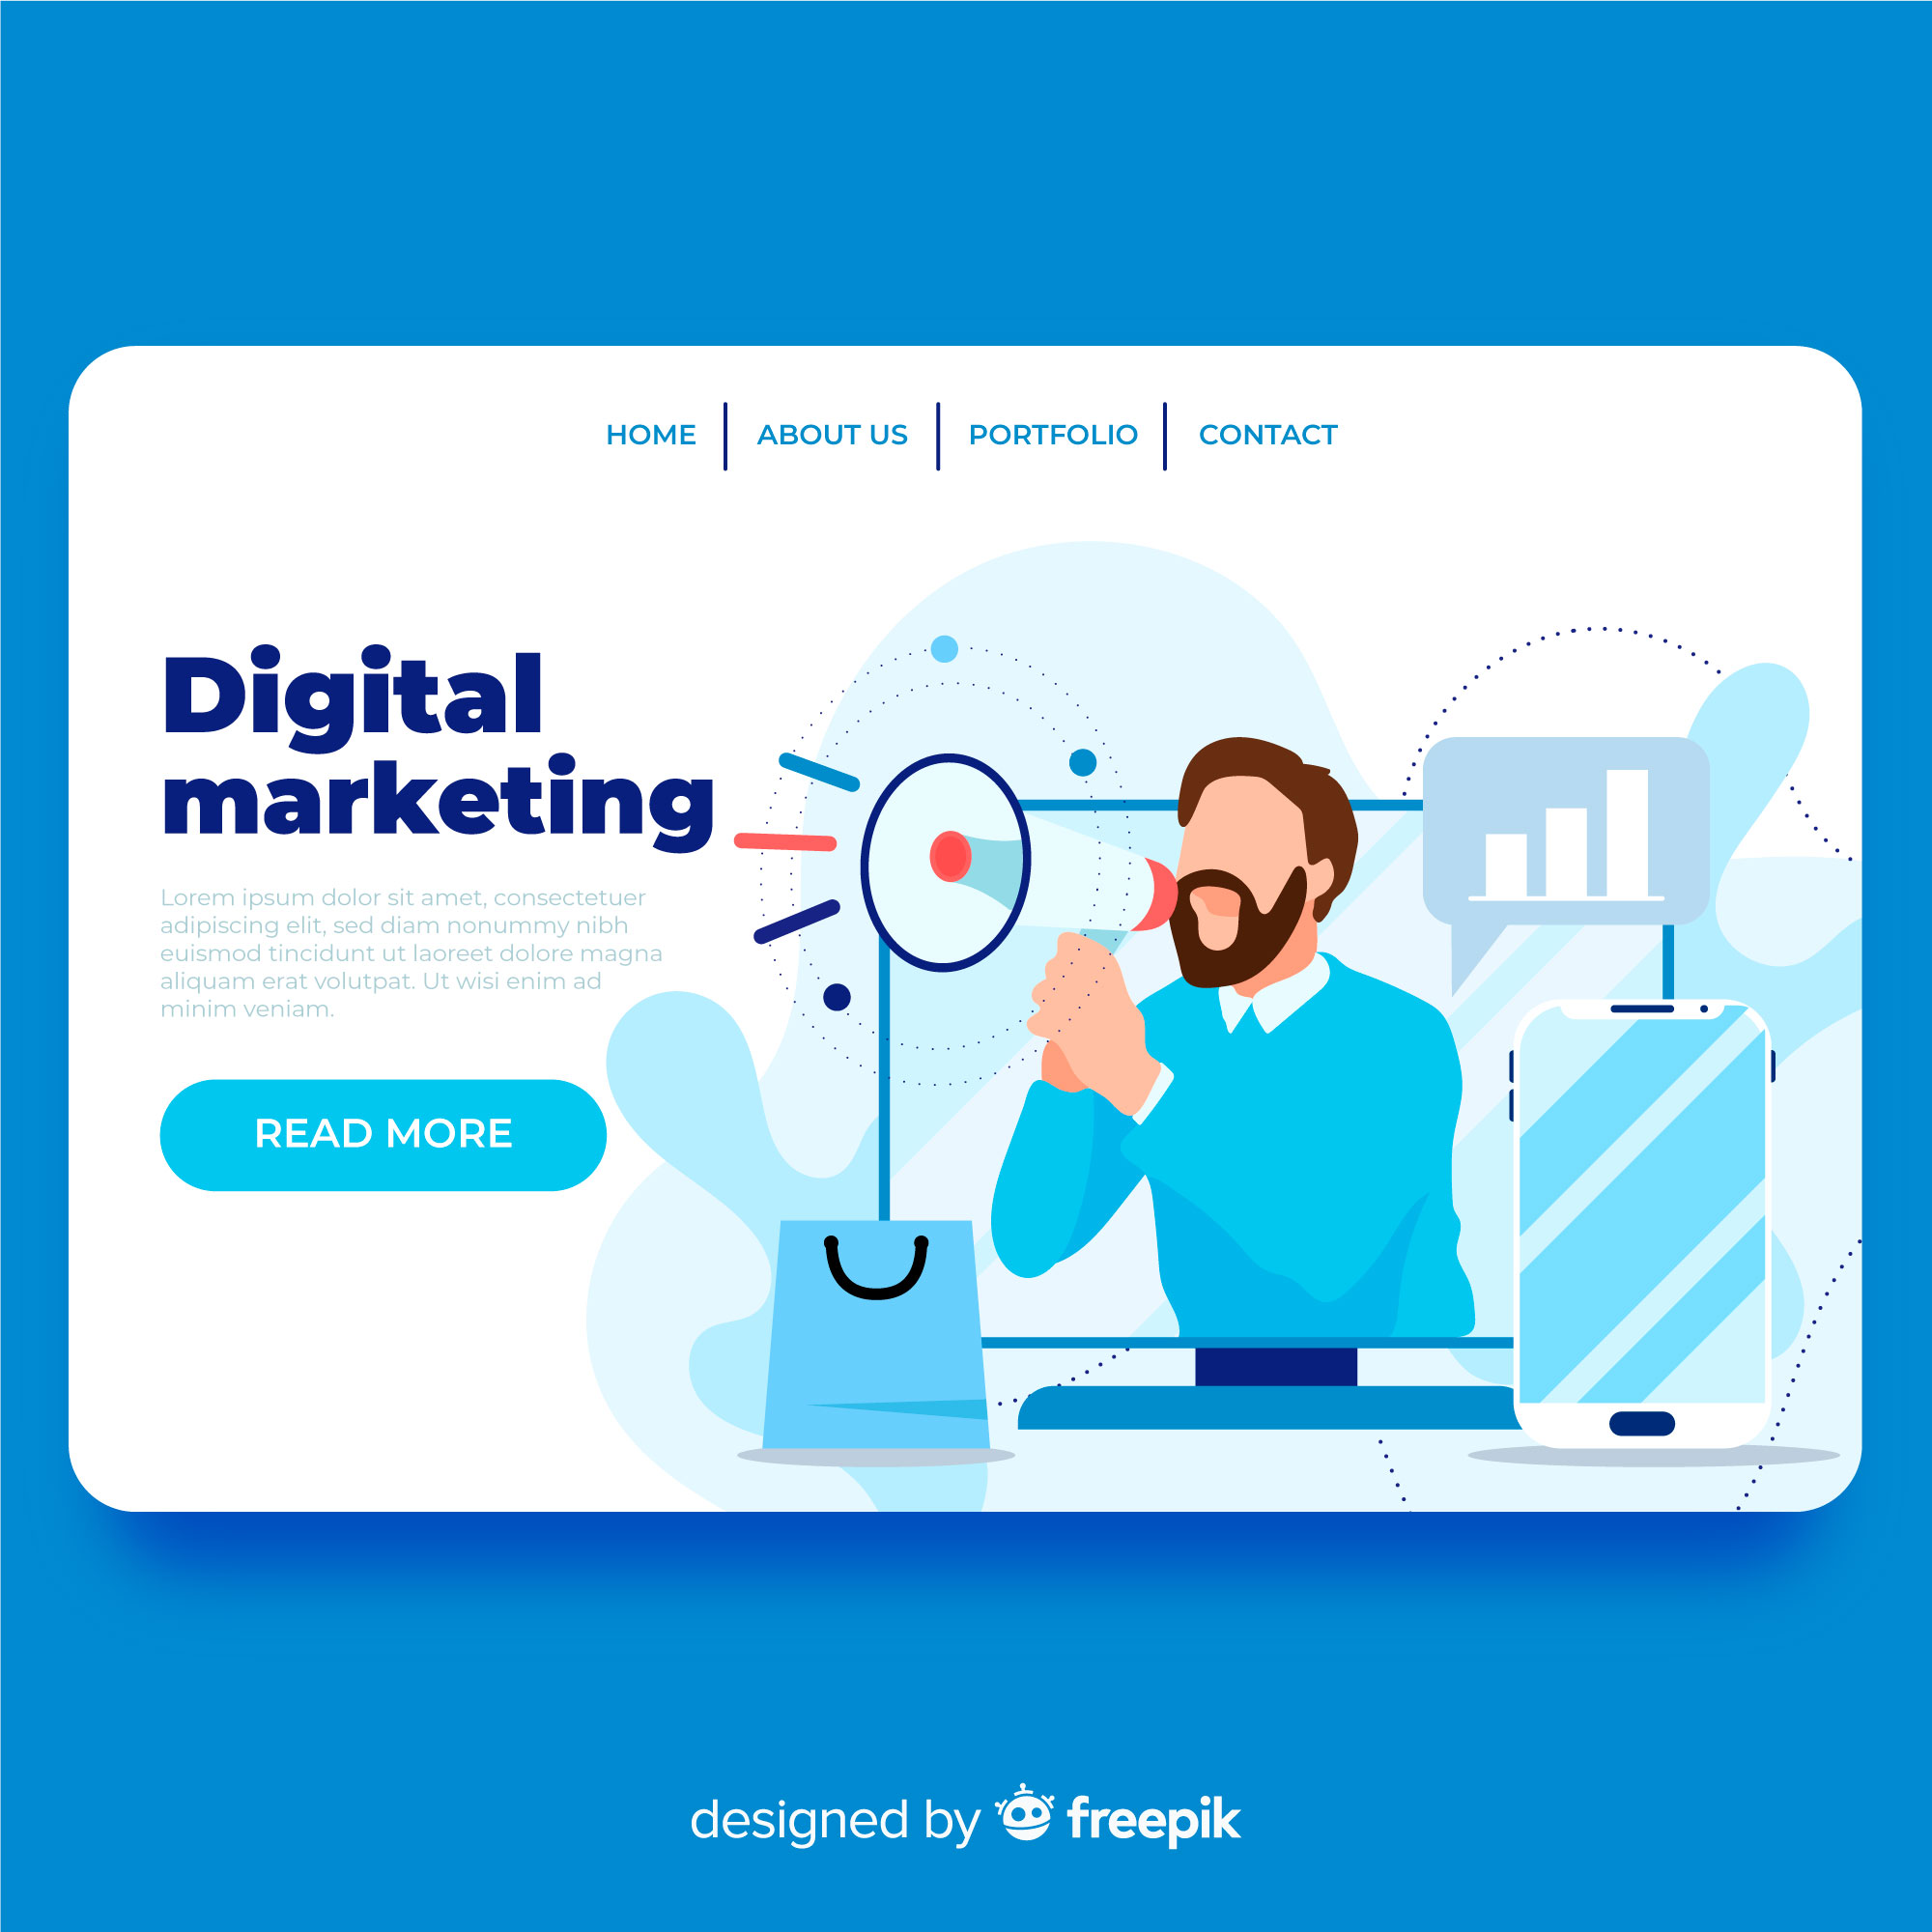 HOME ABOUT US PORTFOLIO CONTACT
Digital
marketing
Lorem ipsum dolor sit amet, consectetuer
adipiscing elit, sed diam nonummy nibh
euismod tincidunt ut laoreet dolore magna
aliquam erat volutpat. Ut wisi enim ad
minim veniam.
READ MORE
designed by freepik